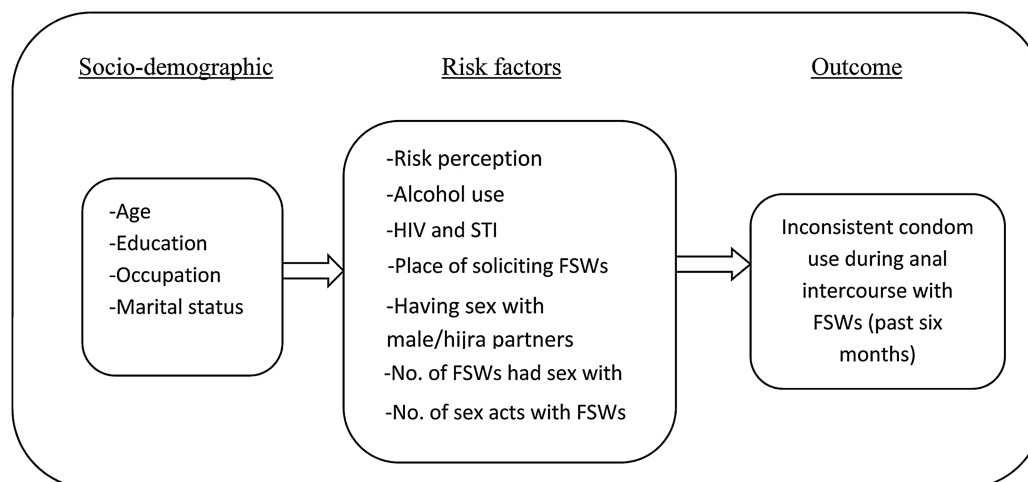 Socio-demographic
Risk factors
Outcome
-Age
-Education
-Occupation
-Marital status
-Risk perception
-Alcohol use
-HIV and STI
-Place of soliciting FSWs
-Having sex with
male/hijra partners
-No. of FSWs had sex with
-No. of sex acts with FSWs
Inconsistent condom
use during anal
intercourse with
FSWs (past six
months)